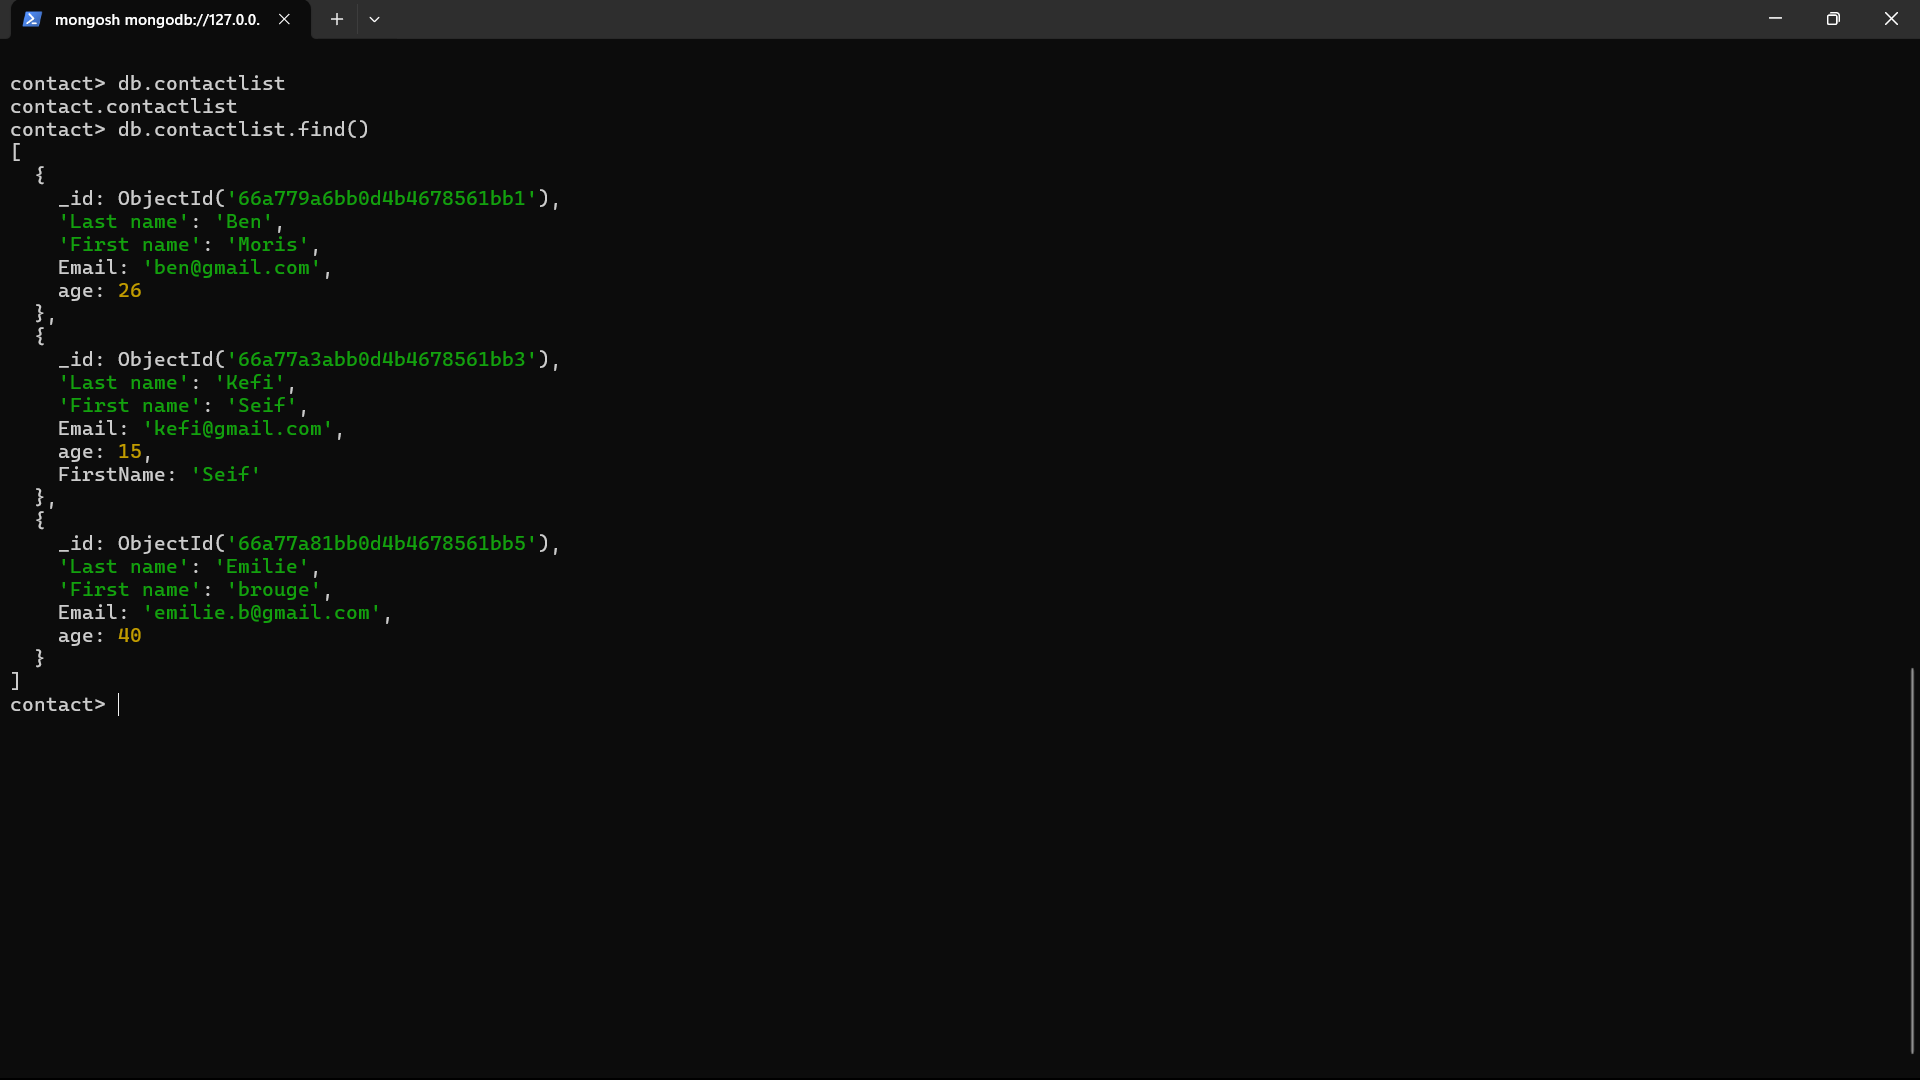 mongosh mongodb://127.0.0.
contact> db.contactlist
contact.contactlist
contact> db.contactlist.find()
[
  {
    _id: ObjectId('66a779a6bb0d4b4678561bb1'),
    'Last name': 'Ben',
    'First name': 'Moris',
    Email: 'ben@gmail.com',
    age: 26
  },
  {
    _id: ObjectId('66a77a3abb0d4b4678561bb3'),
    'Last name': 'Kefi',
    'First name': 'Seif',
    Email: 'kefi@gmail.com',
    age: 15,
    FirstName: 'Seif'
  },
  {
    _id: ObjectId('66a77a81bb0d4b4678561bb5'),
    'Last name': 'Emilie',
    'First name': 'brouge',
    Email: 'emilie.b@gmail.com',
    age: 40
  }
]
contact>